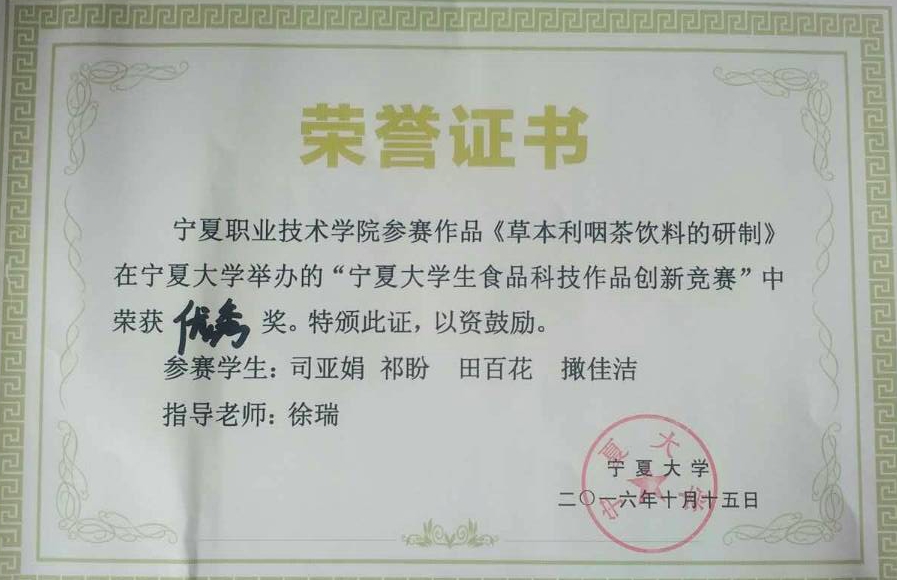 荣誉证书
宁夏职业技术学院参赛作品《草本利咽茶饮料的研制》
在宁夏大学举办的“宁夏大学生食品科技作品创新竞赛”中
荣获 优秀 奖。特颁此证，以资鼓励。
参赛学生：司亚娟 祁盼 田百花 撖佳洁
指导老师：徐瑞
宁夏大学
二〇一六年十月十五日
宁夏大学